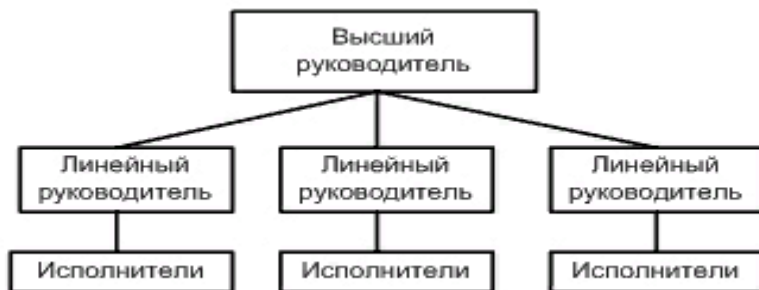 Высший
руководитель
Линейный
руководитель
Линейный
руководитель
Линейный
руководитель
Исполнители
Исполнители
Исполнители